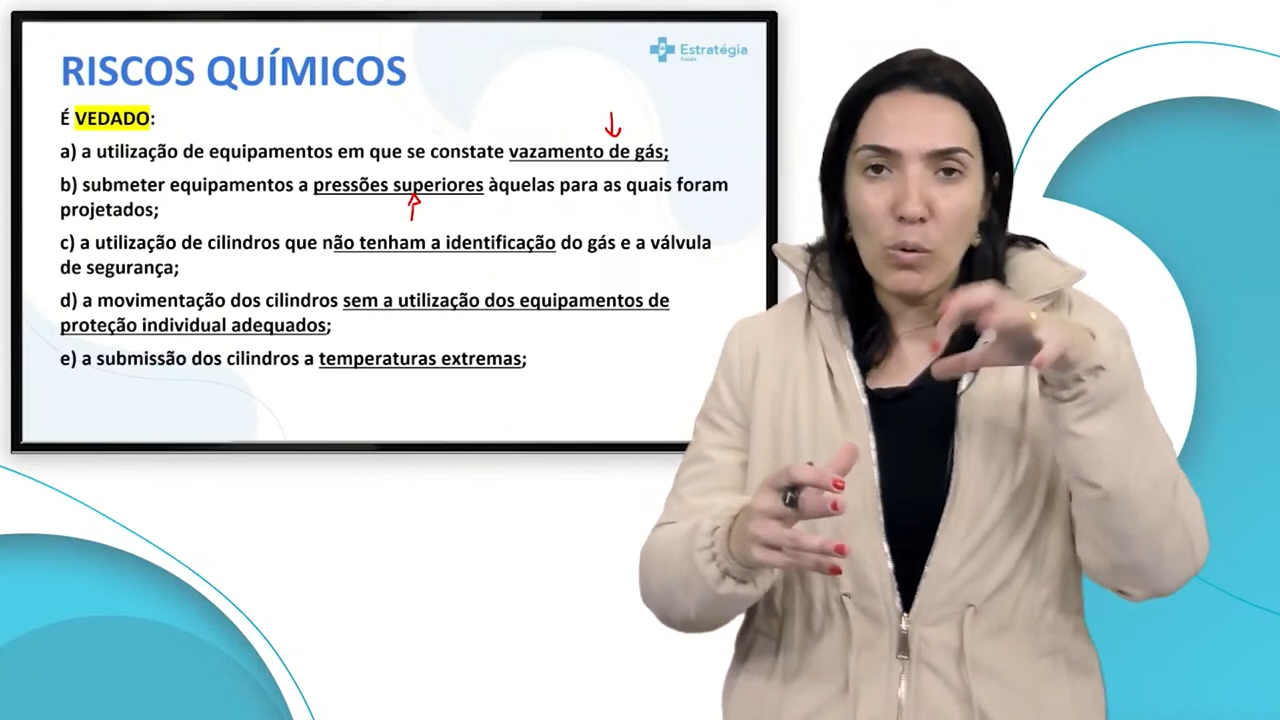 RISCOS QUÍMICOS
Estratégia
Saúde
É VEDADO:
a) a utilização de equipamentos em que se constate vazamento de gás;
b) submeter equipamentos a pressões superiores àquelas para as quais foram
projetados;
c) a utilização de cilindros que não tenham a identificação do gás e a válvula
de segurança;
d) a movimentação dos cilindros sem a utilização dos equipamentos de
proteção individual adequados;
e) a submissão dos cilindros a temperaturas extremas;